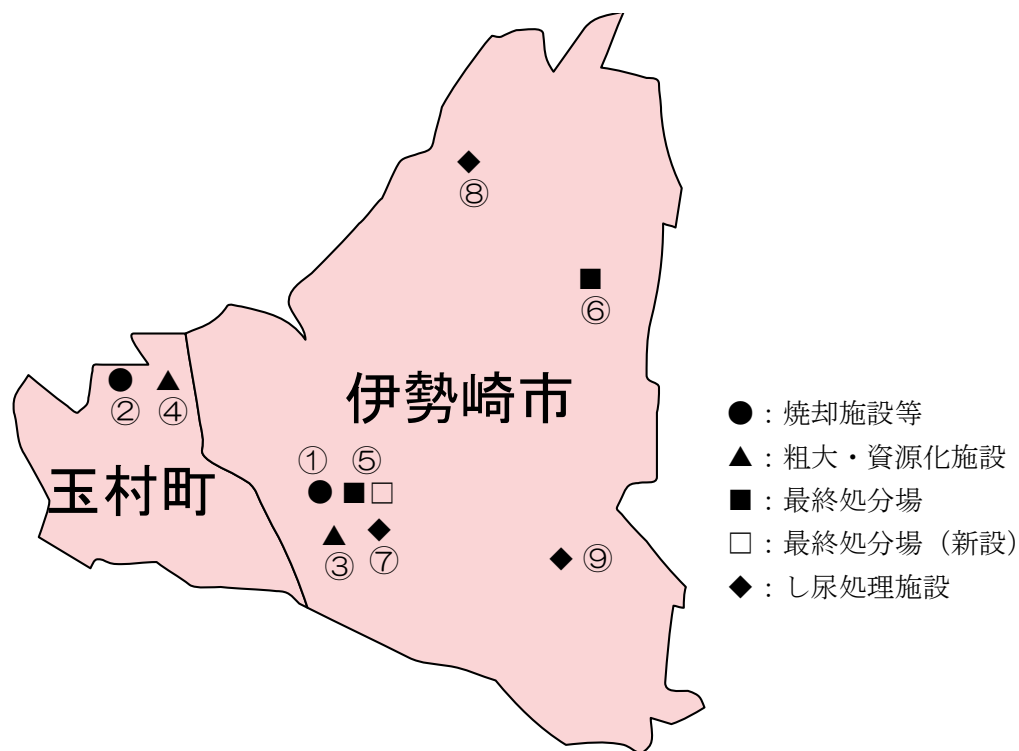 ⑧
⑥
伊勢崎市
② ④
玉村町
① ⑤
③ ⑦ ⑨
●：焼却施設等
▲：粗大・資源化施設
■：最終処分場
□：最終処分場（新設）
◆：し尿処理施設